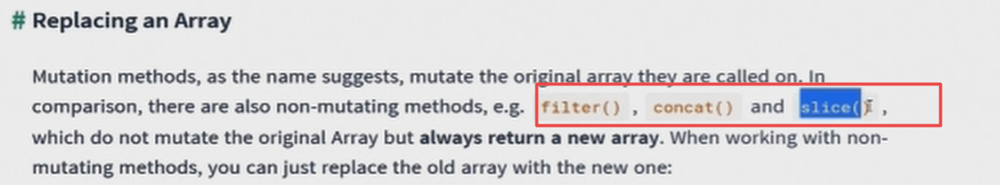 # Replacing an Array
Mutation methods, as the name suggests, mutate the original array they are called on. In
comparison, there are also non-mutating methods, e.g. filter() , concat() and slice() ,
which do not mutate the original Array but always return a new array. When working with non-
mutating methods, you can just replace the old array with the new one: